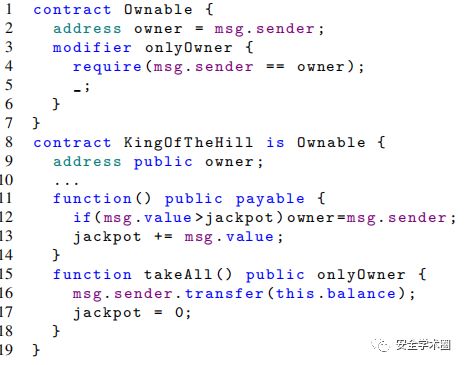 1 contract Ownable {
2   address owner = msg.sender;
3   modifier onlyOwner {
4     require(msg.sender == owner);
5     _;
6   }
7 }
8 contract KingOfTheHill is Ownable {
9   address public owner;
10   ...
11   function() public payable {
12     if(msg.value>jackpot)owner=msg.sender;
13     jackpot += msg.value;
14   }
15   function takeAll() public onlyOwner {
16     msg.sender.transfer(this.balance);
17     jackpot = 0;
18   }
19 }
安全学术圈